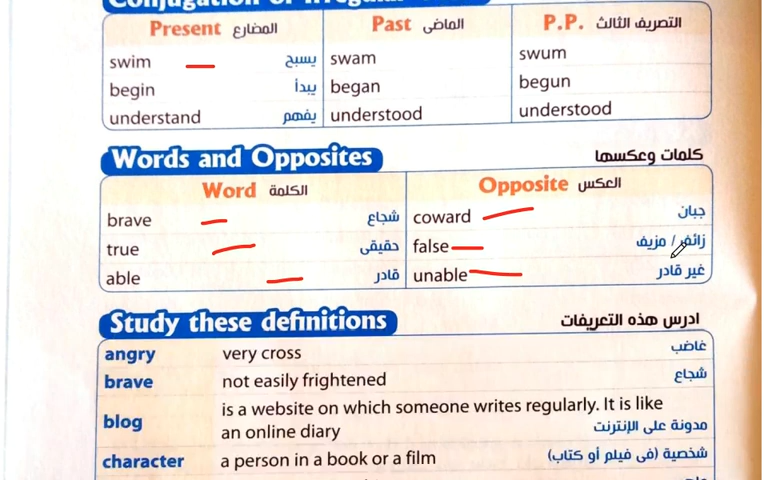 Conjugation of Irregular
Present المضارع Past الماضى P.P. التصريف الثالث
swim يسبح swam swum
begin يبدأ began begun
understand يفهم understood understood
Words and Opposites كلمات وعكسها
Word الكلمة Opposite العكس
brave شجاع coward جبان
true حقيقى false زائف / مزيف
able قادر unable غير قادر
Study these definitions ادرس هذه التعريفات
angry very cross غاضب
brave not easily frightened شجاع
blog is a website on which someone writes regularly. It is like
an online diary مدونة على الإنترنت
character a person in a book or a film شخصية (فى فيلم أو كتاب)